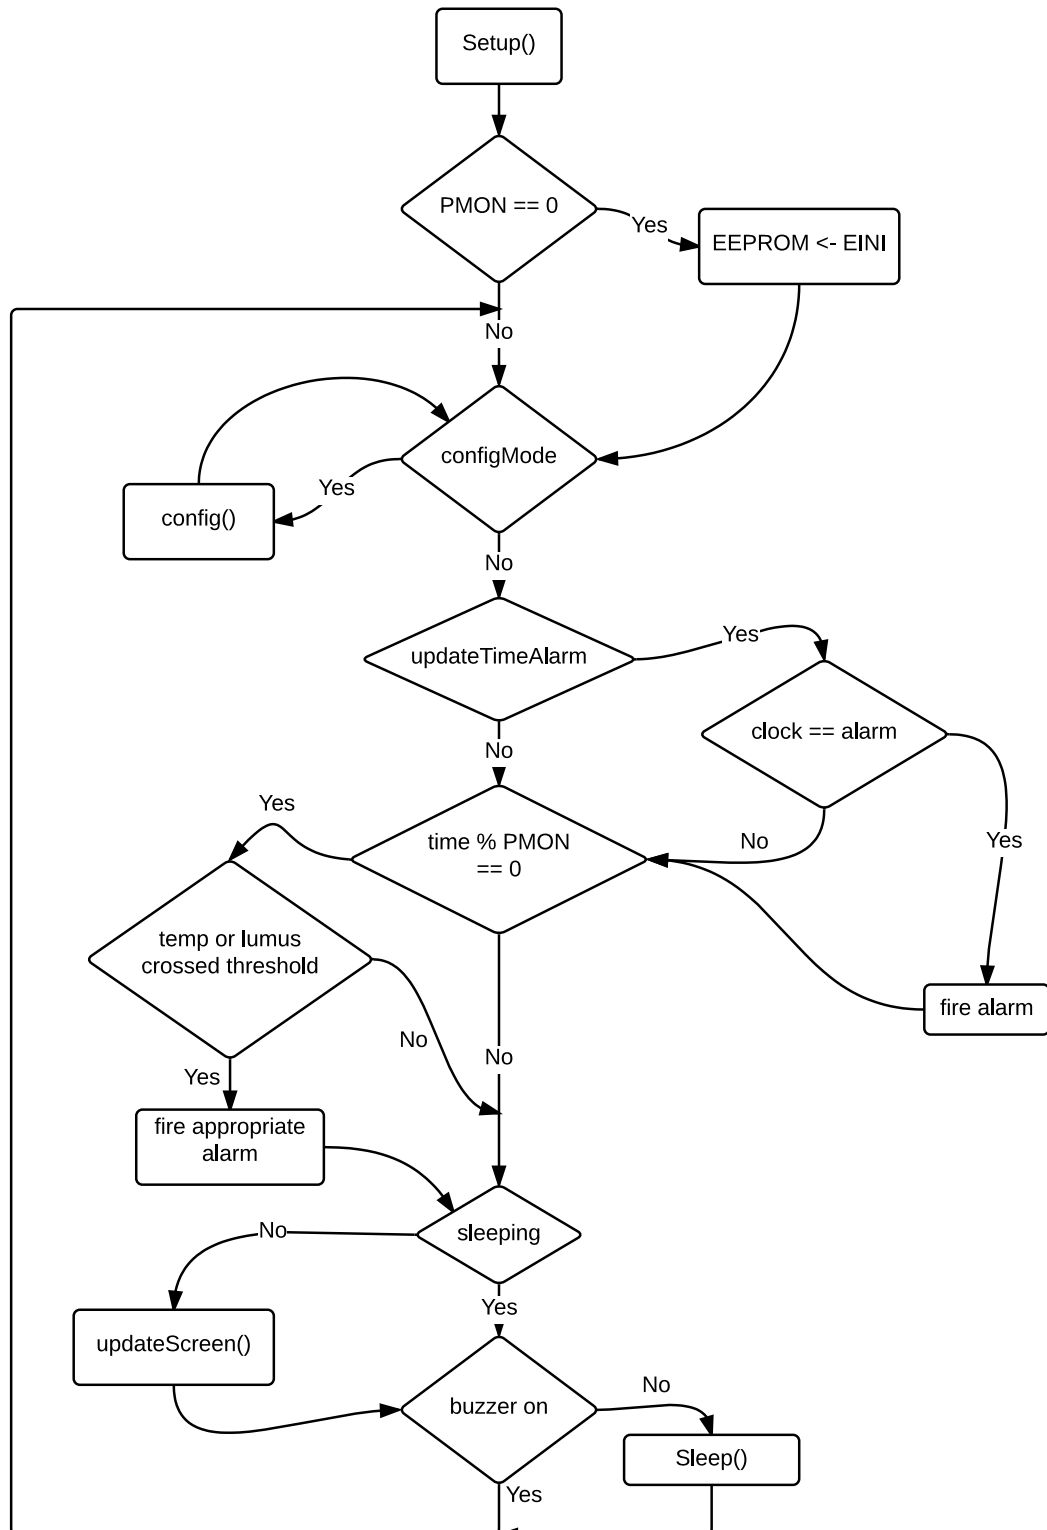 Setup()
PMON == 0
Yes
EEPROM <- EINI
No
configMode
Yes
config()
No
updateTimeAlarm
Yes
clock == alarm
No
Yes
time % PMON
== 0
No
Yes
temp or lumus
crossed threshold
fire alarm
No
No
Yes
fire appropriate
alarm
sleeping
No
Yes
updateScreen()
buzzer on
No
Sleep()
Yes